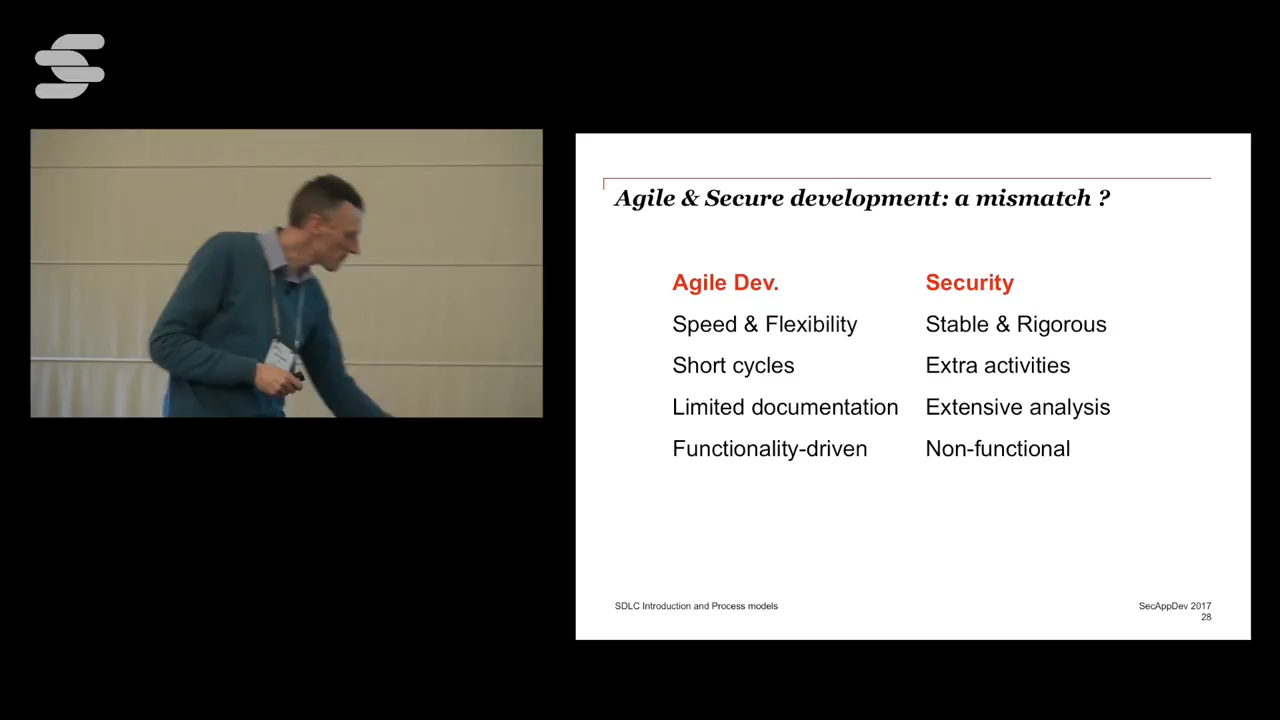 Agile & Secure development: a mismatch ?
Agile Dev. Security
Speed & Flexibility Stable & Rigorous
Short cycles Extra activities
Limited documentation Extensive analysis
Functionality-driven Non-functional
SDLC Introduction and Process models SecAppDev 2017
28